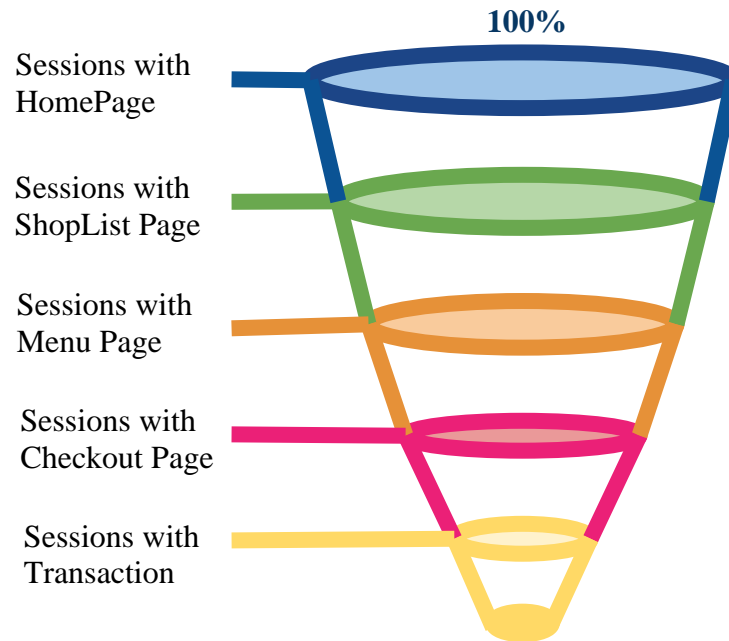 100%
Sessions with
HomePage
Sessions with
ShopList Page
Sessions with
Menu Page
Sessions with
Checkout Page
Sessions with
Transaction